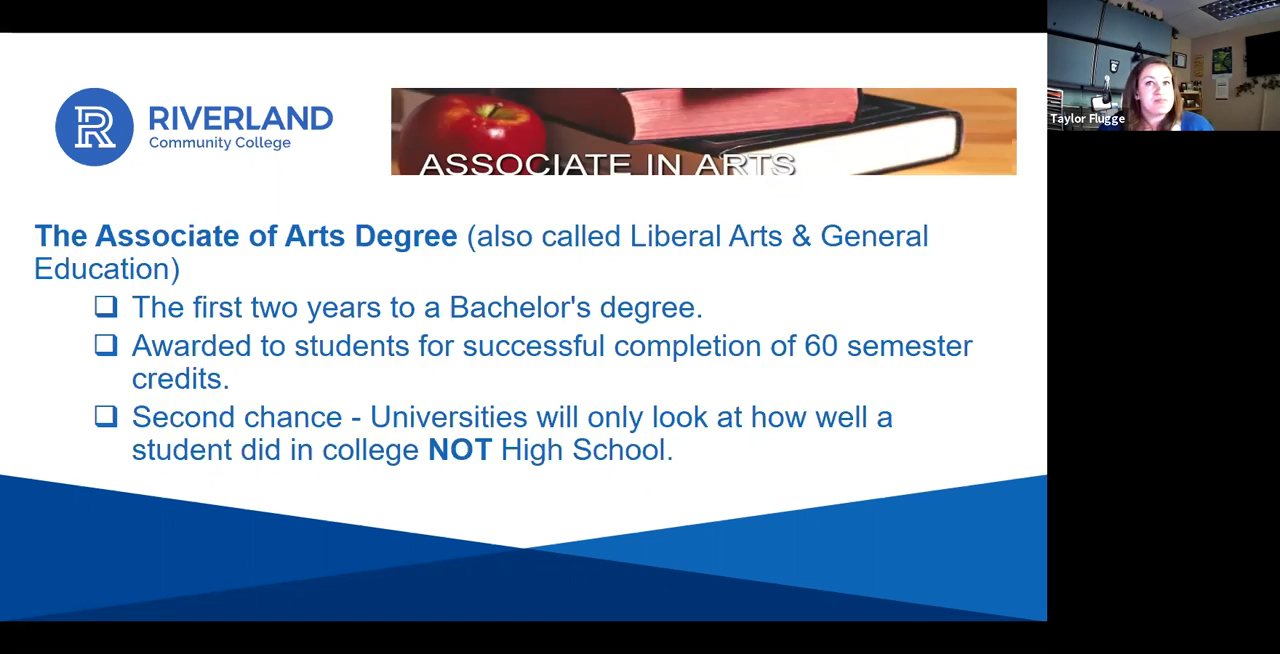 RIVERLAND
Community College
ASSOCIATE IN ARTS
Taylor Flugge
The Associate of Arts Degree (also called Liberal Arts & General
Education)
❑ The first two years to a Bachelor's degree.
❑ Awarded to students for successful completion of 60 semester
credits.
❑ Second chance - Universities will only look at how well a
student did in college NOT High School.